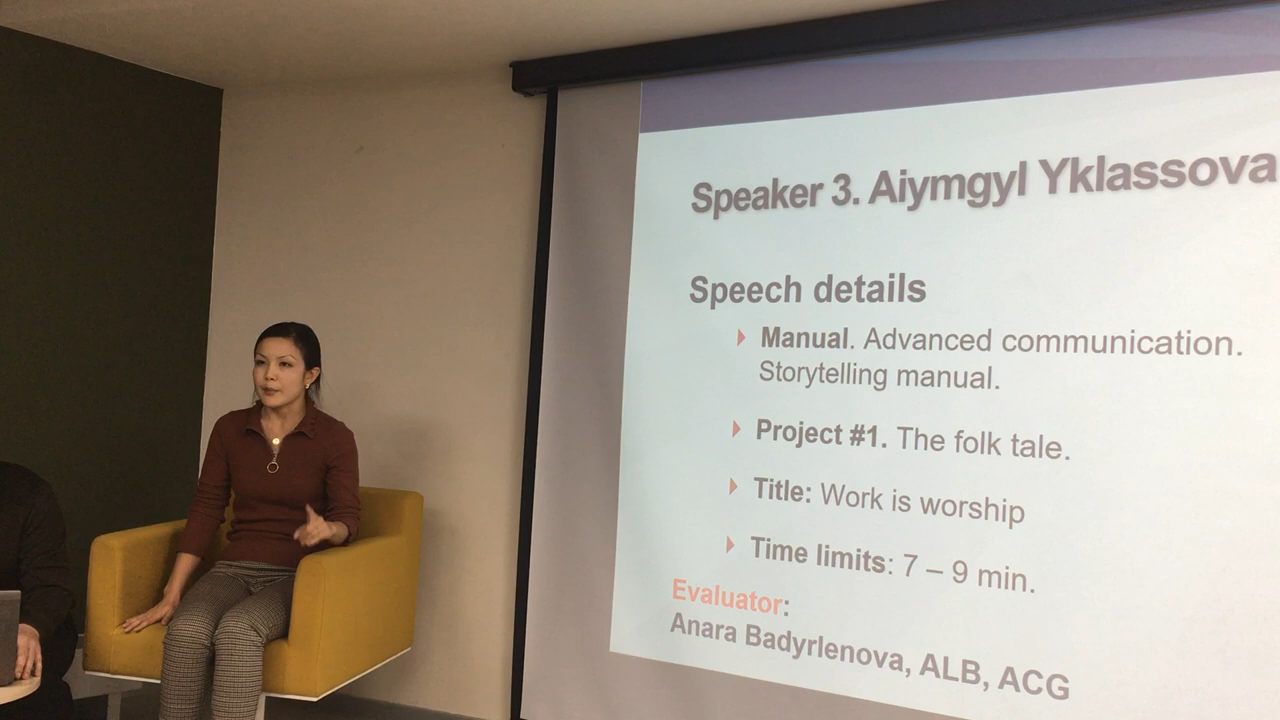 Speaker 3. Aiymgyl Yklassova
Speech details
Manual. Advanced communication.
Storytelling manual.
Project #1. The folk tale.
Title: Work is worship
Time limits: 7 – 9 min.
Evaluator:
Anara Badyrlenova, ALB, ACG